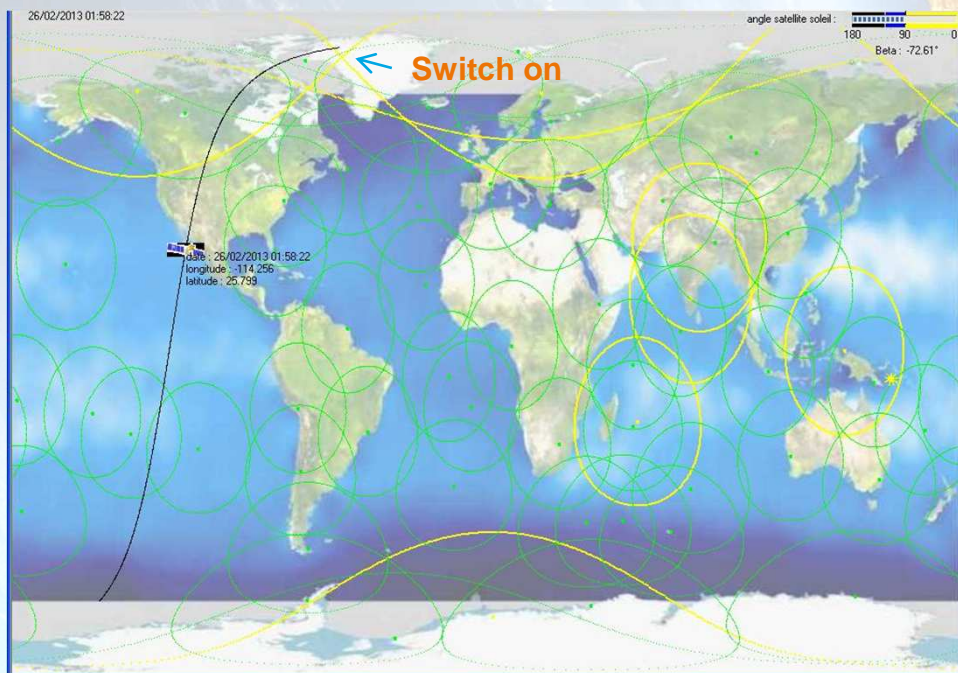 26/02/2013 01:58:22
angle satellite soleil :
180 90 0
Beta : -72.61°
Switch on
date : 26/02/2013 01:58:22
longitude : -114.256
latitude : 25.799